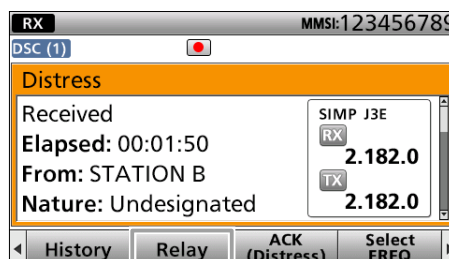 RX MMSI:123456789
DSC (1)
Distress
Received
Elapsed: 00:01:50
From: STATION B
Nature: Undesignated
SIMP J3E
RX
2.182.0
TX
2.182.0
History Relay ACK (Distress) Select FREQ